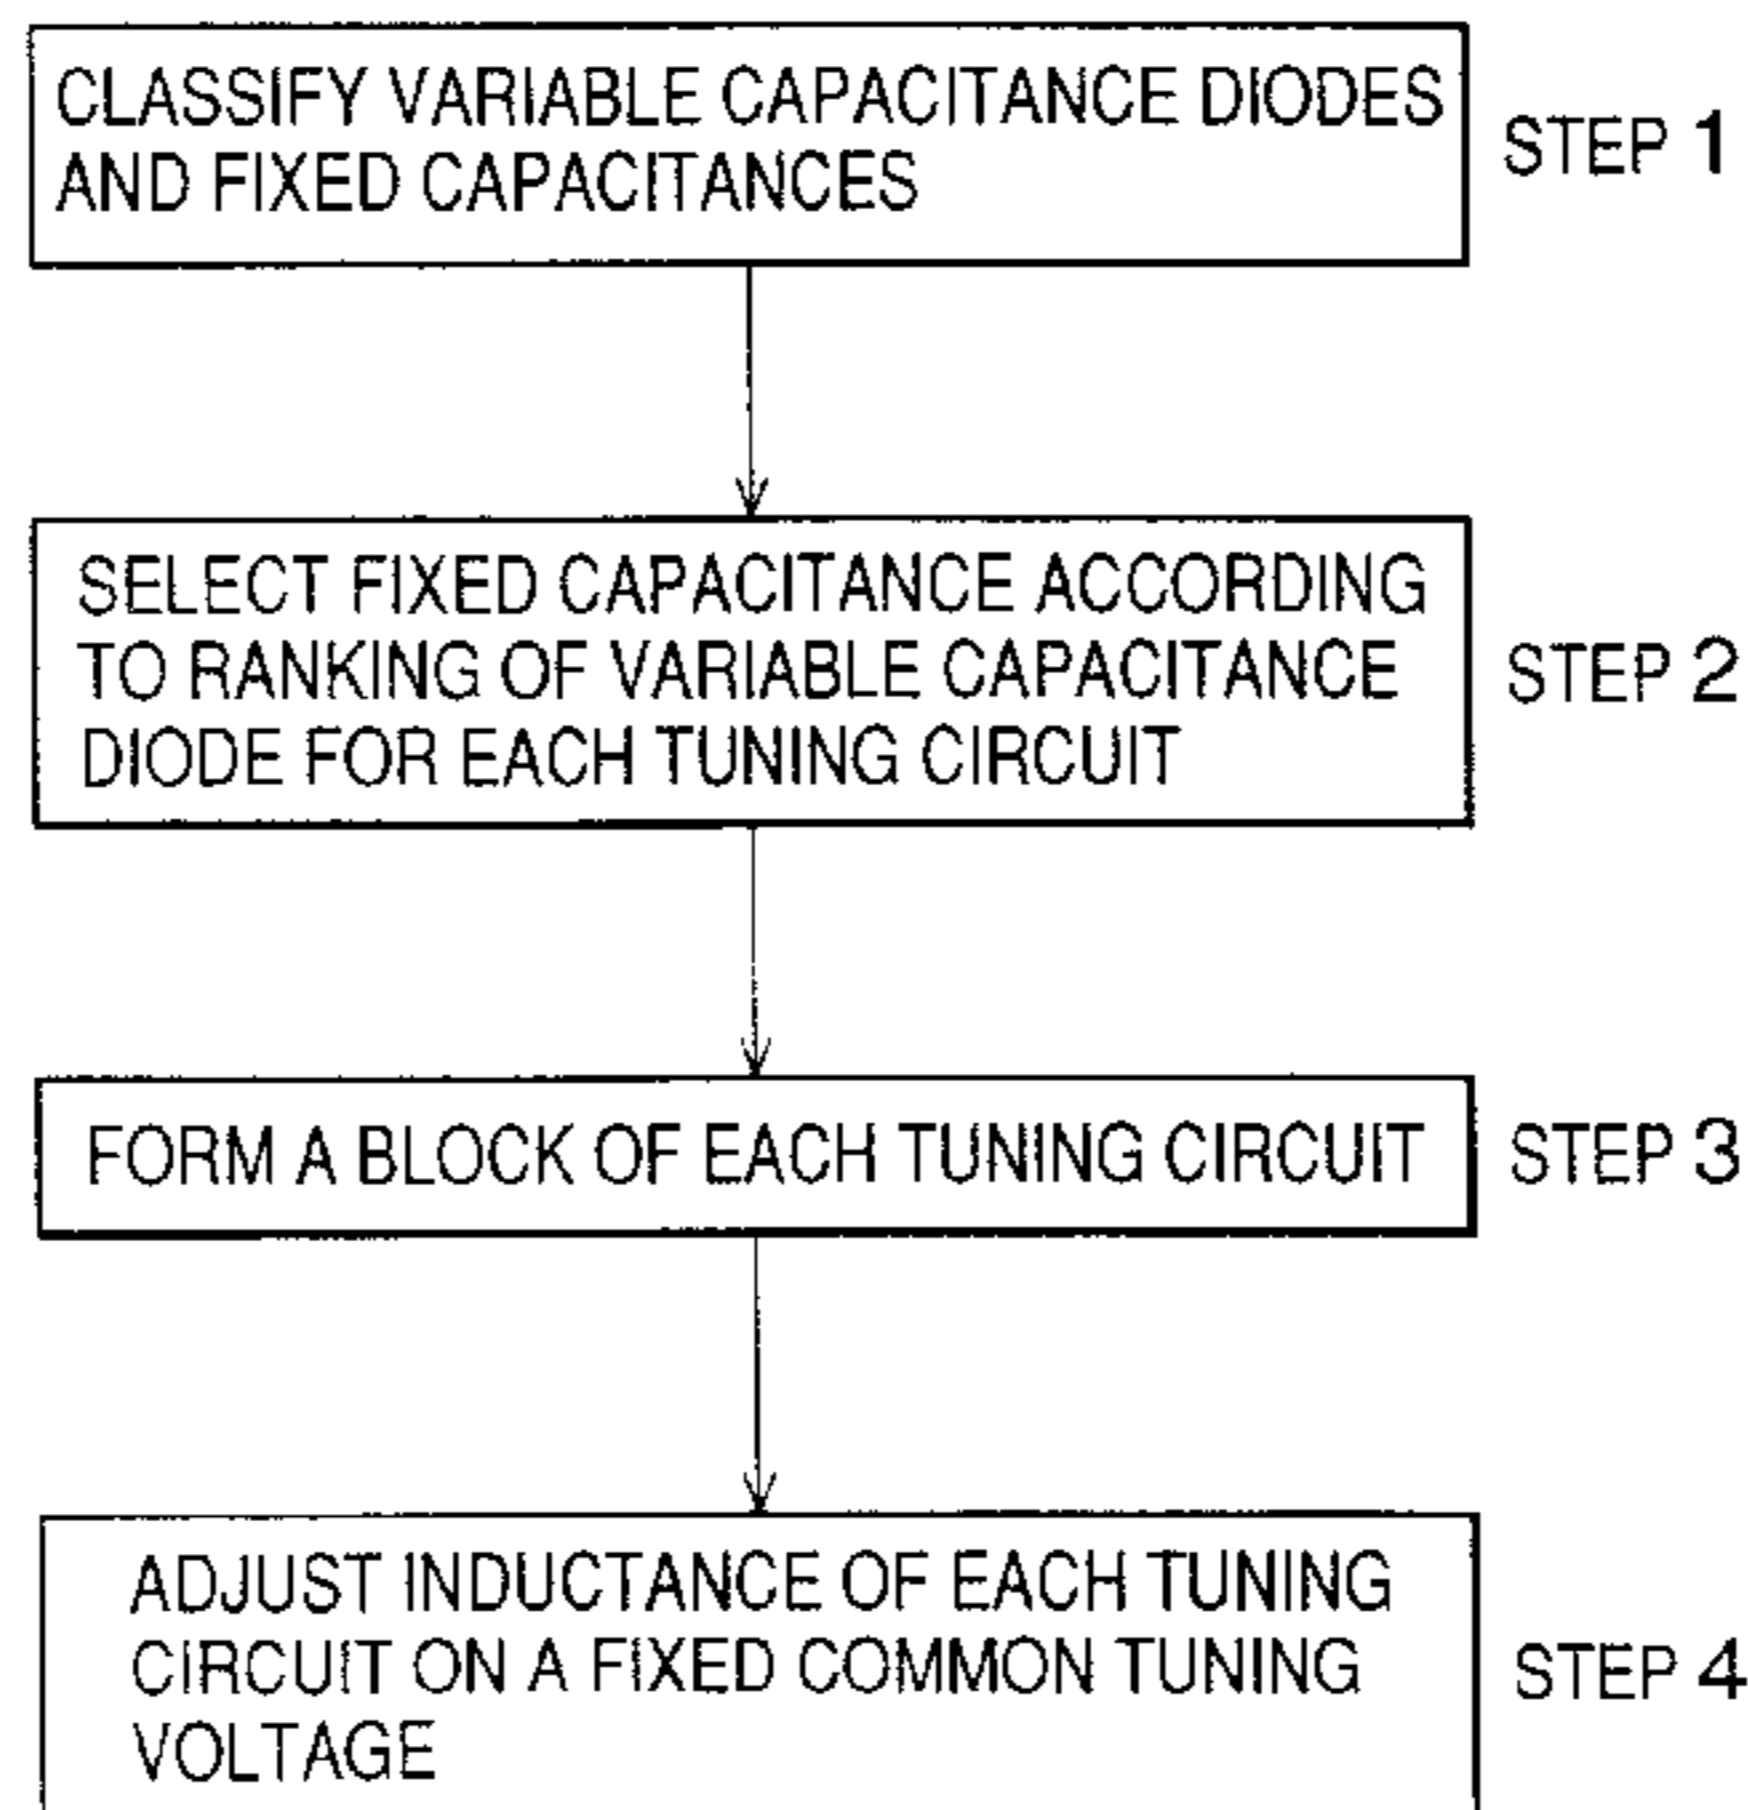 CLASSIFY VARIABLE CAPACITANCE DIODES
AND FIXED CAPACITANCES
STEP 1
SELECT FIXED CAPACITANCE ACCORDING
TO RANKING OF VARIABLE CAPACITANCE
DIODE FOR EACH TUNING CIRCUIT
STEP 2
FORM A BLOCK OF EACH TUNING CIRCUIT
STEP 3
ADJUST INDUCTANCE OF EACH TUNING
CIRCUIT ON A FIXED COMMON TUNING
VOLTAGE
STEP 4